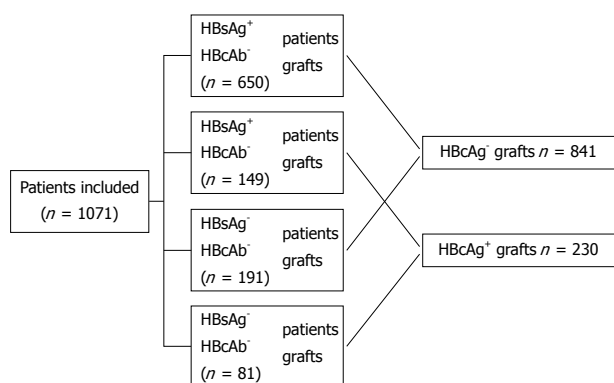 HBsAg⁺ patients
HBcAb⁻ grafts
(n = 650)
HBsAg⁺ patients
HBcAb⁻ grafts
(n = 149)
HBsAg⁻ patients
HBcAb⁻ grafts
(n = 191)
HBsAg⁻ patients
HBcAb⁻ grafts
(n = 81)
Patients included
(n = 1071)
HBcAg⁻ grafts n = 841
HBcAg⁺ grafts n = 230